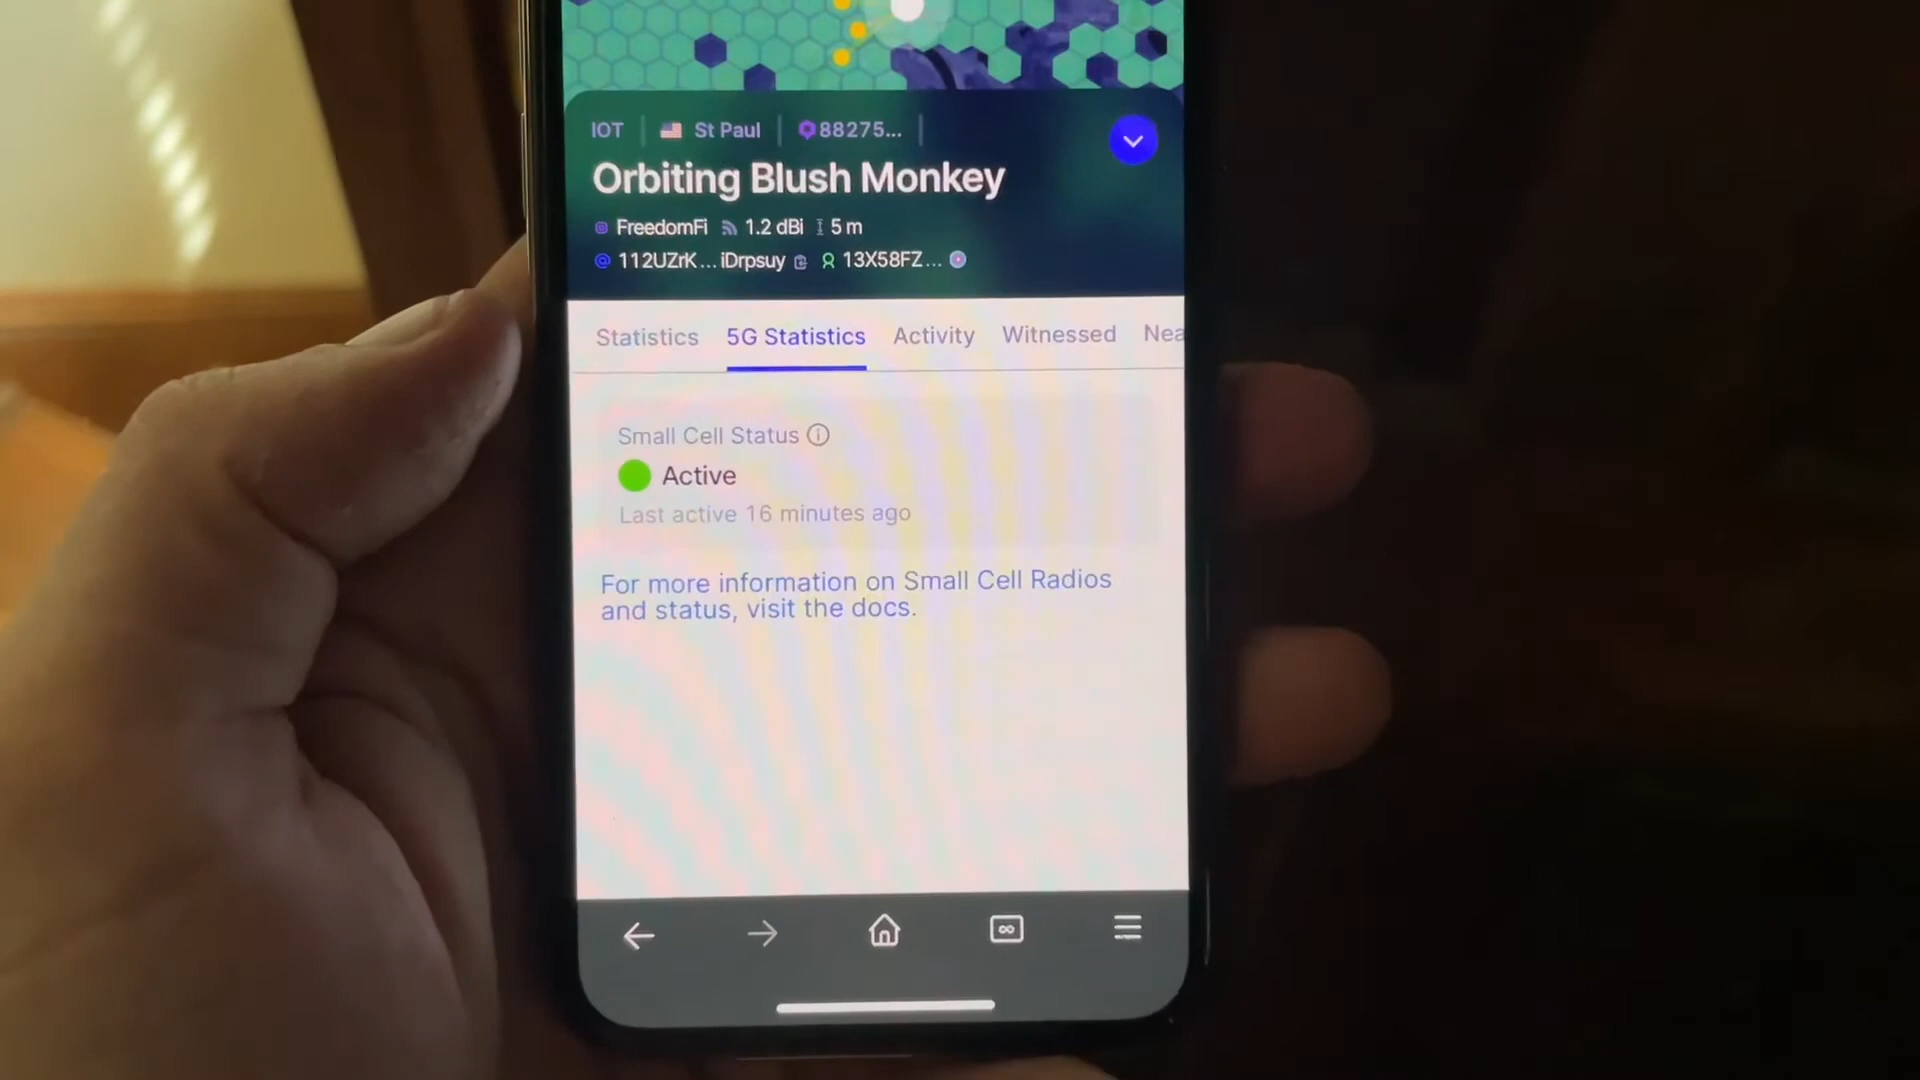 IOT St Paul 88275...
Orbiting Blush Monkey
FreedomFi 1.2 dBi 5 m
112UZrK...iDrpsuy 13X58FZ...
Statistics 5G Statistics Activity Witnessed Nea
Small Cell Status
Active
Last active 16 minutes ago
For more information on Small Cell Radios
and status, visit the docs.